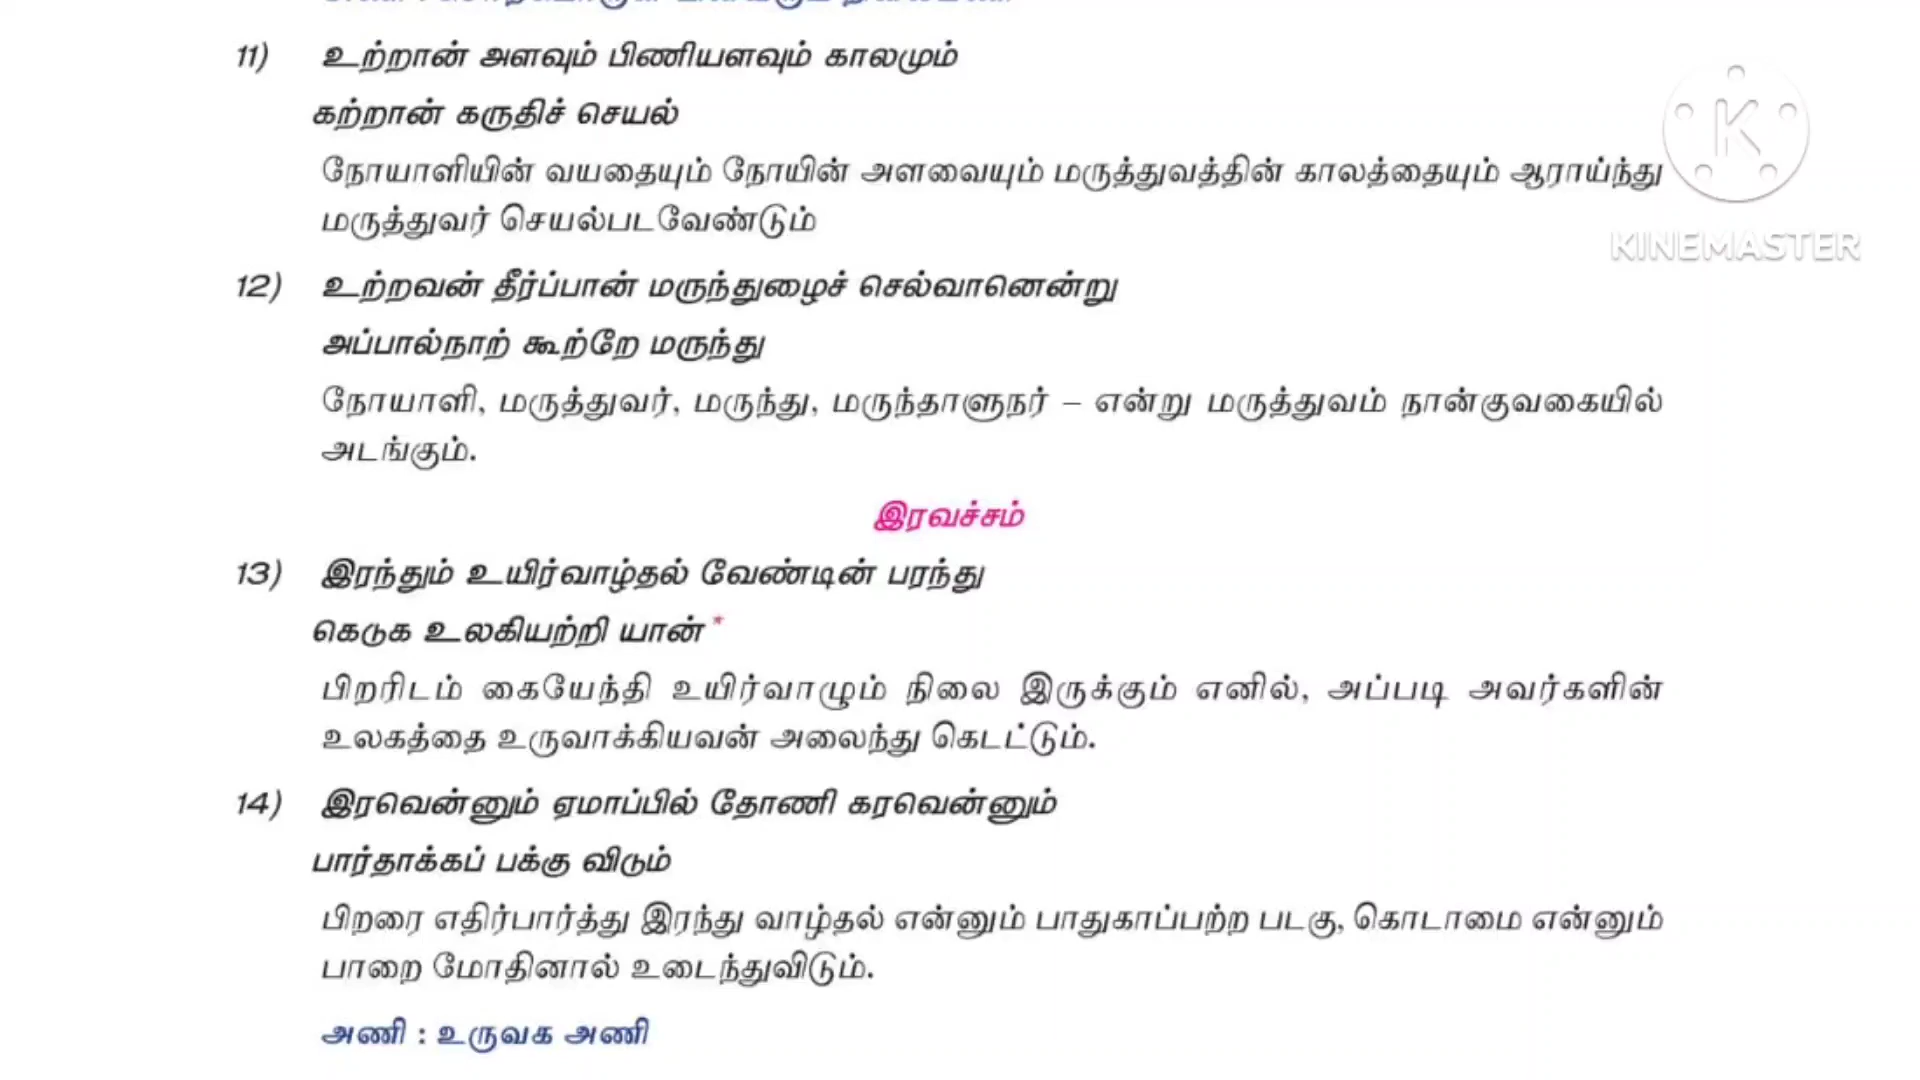 11) உற்றான் அளவும் பிணியளவும் காலமும்
கற்றான் கருதிச் செயல்
நோயாளியின் வயதையும் நோயின் அளவையும் மருத்துவத்தின் காலத்தையும் ஆராய்ந்து
மருத்துவர் செயல்படவேண்டும்
12) உற்றவன் தீர்ப்பான் மருந்துழைச் செல்வானென்று
அப்பால்நாற் கூற்றே மருந்து
நோயாளி, மருத்துவர், மருந்து, மருந்தாளுநர் – என்று மருத்துவம் நான்குவகையில்
அடங்கும்.
இரவச்சம்
13) இரந்தும் உயிர்வாழ்தல் வேண்டின் பரந்து
கெடுக உலகியற்றி யான்*
பிறரிடம் கையேந்தி உயிர்வாழும் நிலை இருக்கும் எனில், அப்படி அவர்களின்
உலகத்தை உருவாக்கியவன் அலைந்து கெடட்டும்.
14) இரவென்னும் ஏமாப்பில் தோணி கரவென்னும்
பார்தாக்கப் பக்கு விடும்
பிறரை எதிர்பார்த்து இரந்து வாழ்தல் என்னும் பாதுகாப்பற்ற படகு, கொடாமை என்னும்
பாறை மோதினால் உடைந்துவிடும்.
அணி : உருவக அணி
K
KINEMASTER